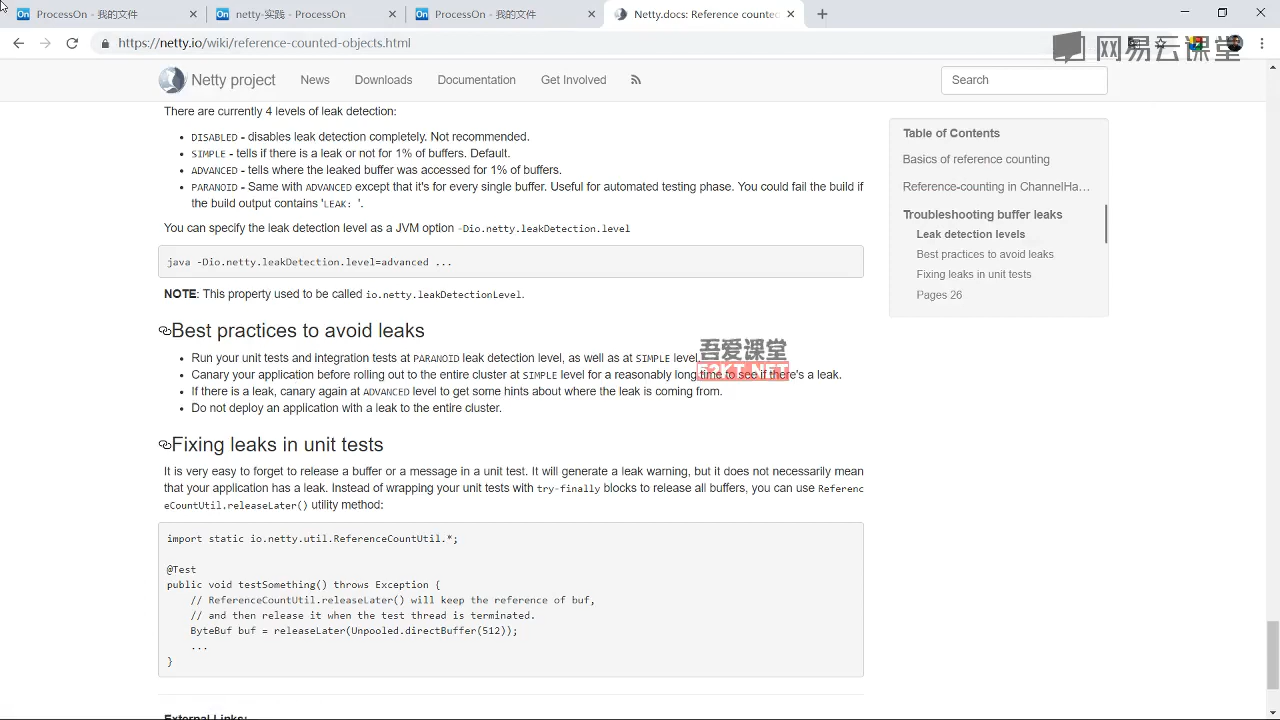 ProcessOn - 我的文件
netty-实践 - ProcessOn
ProcessOn - 我的文件
Netty.docs: Reference counted
https://netty.io/wiki/reference-counted-objects.html
网易云课堂
Netty project
News
Downloads
Documentation
Get Involved
Search
There are currently 4 levels of leak detection:
DISABLED - disables leak detection completely. Not recommended.
SIMPLE - tells if there is a leak or not for 1% of buffers. Default.
ADVANCED - tells where the leaked buffer was accessed for 1% of buffers.
PARANOID - Same with ADVANCED except that it's for every single buffer. Useful for automated testing phase. You could fail the build if
the build output contains 'LEAK: '.
You can specify the leak detection level as a JVM option -Dio.netty.leakDetection.level
java -Dio.netty.leakDetection.level=advanced ...
NOTE: This property used to be called io.netty.leakDetectionLevel.
Best practices to avoid leaks
Run your unit tests and integration tests at PARANOID leak detection level, as well as at SIMPLE level
Canary your application before rolling out to the entire cluster at SIMPLE level for a reasonably long time to see if there's a leak.
If there is a leak, canary again at ADVANCED level to get some hints about where the leak is coming from.
Do not deploy an application with a leak to the entire cluster.
吾爱课堂
52KT.NET
Fixing leaks in unit tests
It is very easy to forget to release a buffer or a message in a unit test. It will generate a leak warning, but it does not necessarily mean
that your application has a leak. Instead of wrapping your unit tests with try-finally blocks to release all buffers, you can use Referenc
eCountUtil.releaseLater() utility method:
import static io.netty.util.ReferenceCountUtil.*;
@Test
public void testSomething() throws Exception {
// ReferenceCountUtil.releaseLater() will keep the reference of buf,
// and then release it when the test thread is terminated.
ByteBuf buf = releaseLater(Unpooled.directBuffer(512));
...
}
External Links:
Table of Contents
Basics of reference counting
Reference-counting in ChannelHa…
Troubleshooting buffer leaks
Leak detection levels
Best practices to avoid leaks
Fixing leaks in unit tests
Pages 26